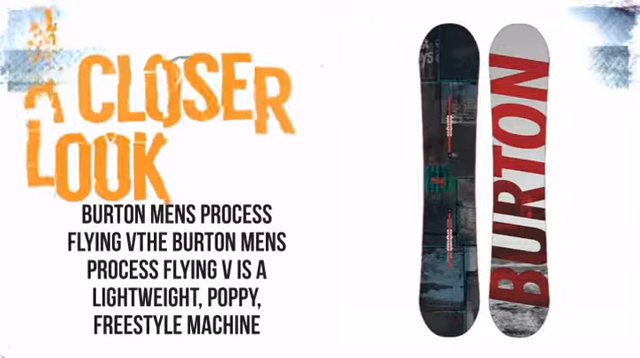 A CLOSER
LOOK
BURTON MENS PROCESS
FLYING VTHE BURTON MENS
PROCESS FLYING V IS A
LIGHTWEIGHT, POPPY,
FREESTYLE MACHINE
BURTON